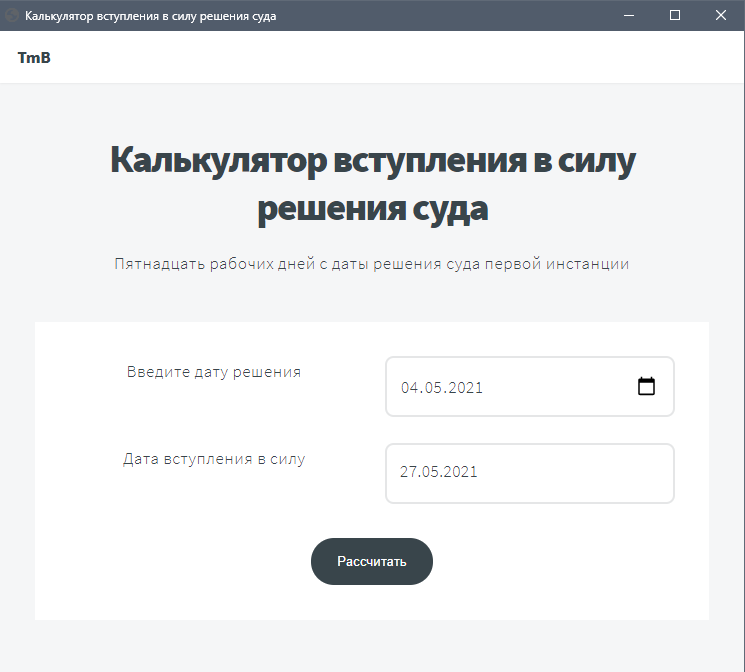 Калькулятор вступления в силу решения суда
TmB
Калькулятор вступления в силу
решения суда
Пятнадцать рабочих дней с даты решения суда первой инстанции
Введите дату решения
04.05.2021
Дата вступления в силу
27.05.2021
Рассчитать